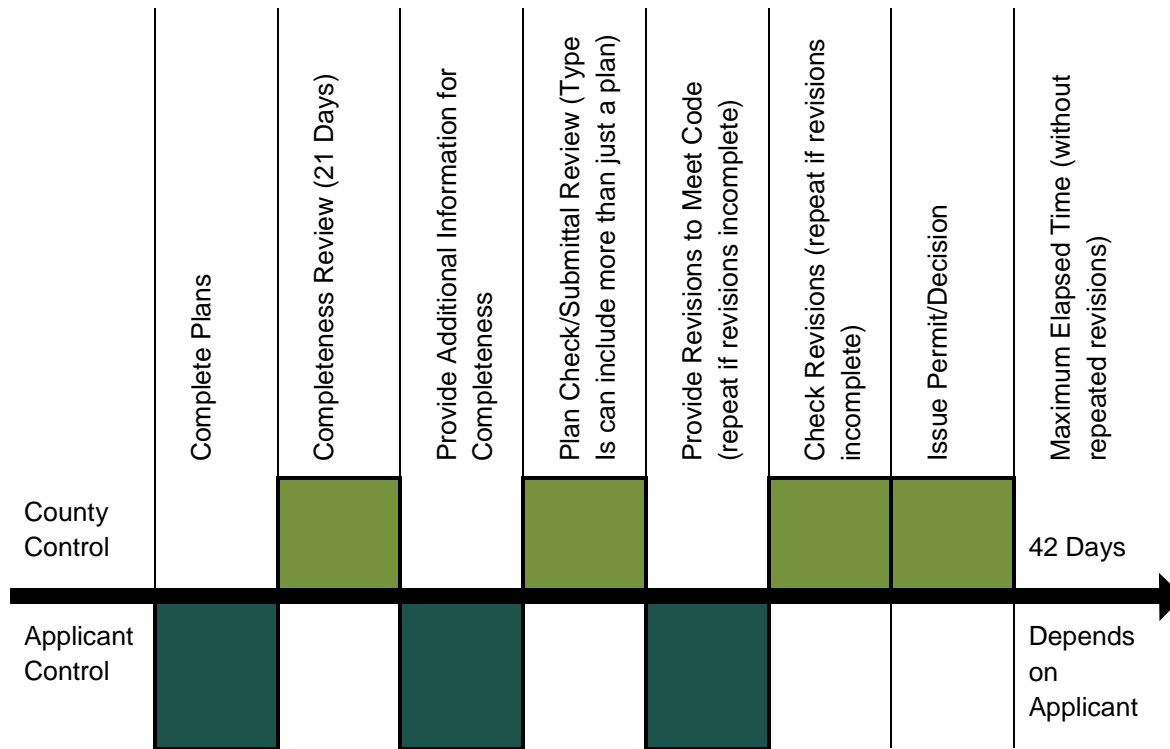 Complete Plans
Completeness Review (21 Days)
Provide Additional Information for
Completeness
Plan Check/Submittal Review (Type
Is can include more than just a plan)
Provide Revisions to Meet Code
(repeat if revisions incomplete)
Check Revisions (repeat if revisions
incomplete)
Issue Permit/Decision
Maximum Elapsed Time (without
repeated revisions)
County
Control
42 Days
Applicant
Control
Depends
on
Applicant